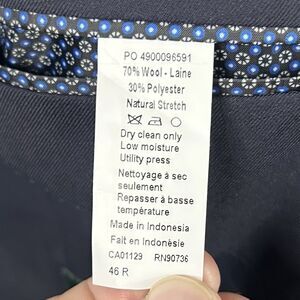 PO 4900096591
70% Wool - Laine
30% Polyester
Natural Stretch
Dry clean only
Low moisture
Utility press
Nettoyage à sec
seulement
Repasser à basse
température
Made in Indonesia
Fait en Indonèsie
CA01129 RN90736
46 R